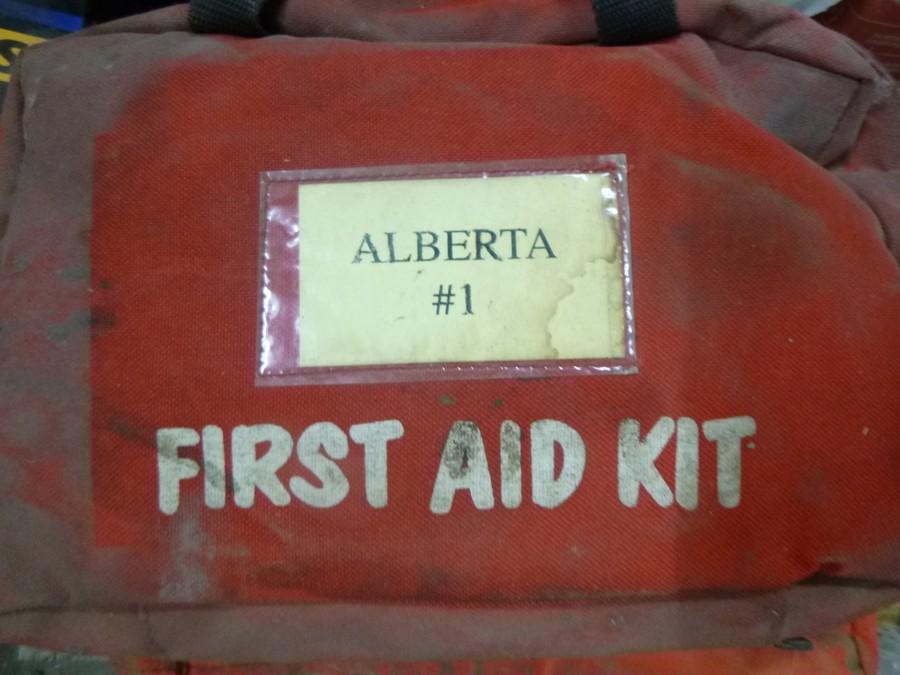 ALBERTA
#1
FIRST AID KIT